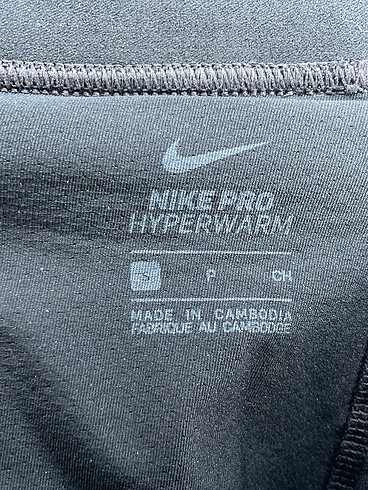 NIKE PRO
HYPERWARM
S P CH
MADE IN CAMBODIA
FABRIQUE AU CAMBODGE